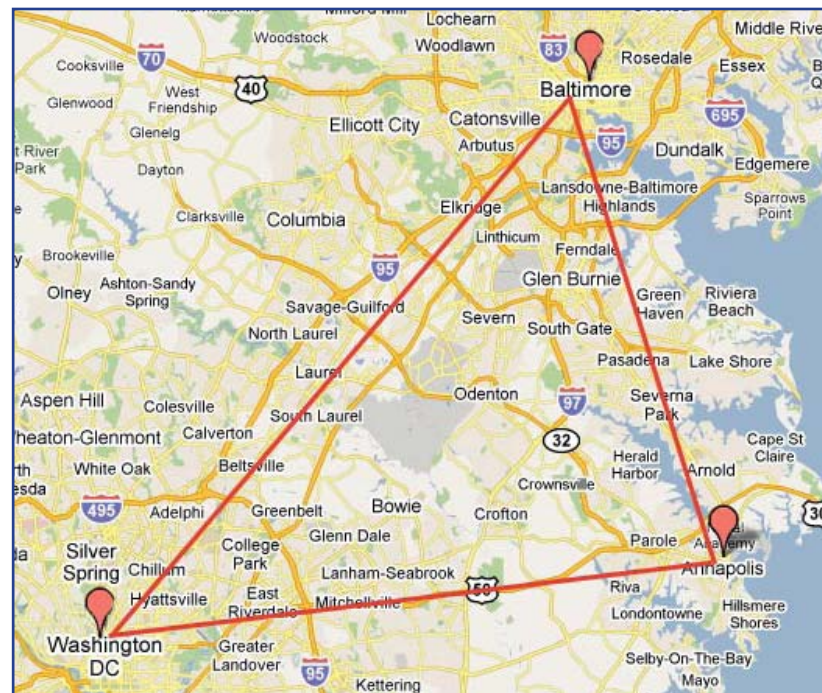 Lochearn
Woodstock
Woodlawn
83
Rosedale
Middle Rive
Cooksville
70
Essex
40
Baltimore
West
Friendship
Glenwood
Catonsville
Ellicott City
695
Glenelg
95
Arbutus
Dundalk
t River
Park
Dayton
Edgemere
Lansdowne-Baltimore
Highlands
Sparrows
Point
Clarksville
Columbia
Elkridge
Linthicum
Ferndale
Brookeville
95
Glen Burnie
Ashton-Sandy
Spring
Olney
Savage-Guilford
Green
Haven
Riviera
Beach
North Laurel
Severn
South Gate
Pasadena
Lake Shore
Laurel
Aspen Hill
Odenton
97
Severna
Park
Colesville
South Laurel
heaton-Glenmont
Calverton
32
Cape St
Claire
White Oak
Beltsville
Herald
Harbor
Arnold
495
Bowie
Crownsville
Adelphi
Greenbelt
Crofton
30
Silver
Spring
Glenn Dale
Parole
Academy
College
Park
Chillum
Lanham-Seabrook
Annapolis
Hyattsville
East
Riverdale
Mitchellville
50
Riva
Hillsmere
Shores
Londontowne
Washington
DC
Greater
Landover
95
Selby-On-The-Bay
Kettering
Mayo